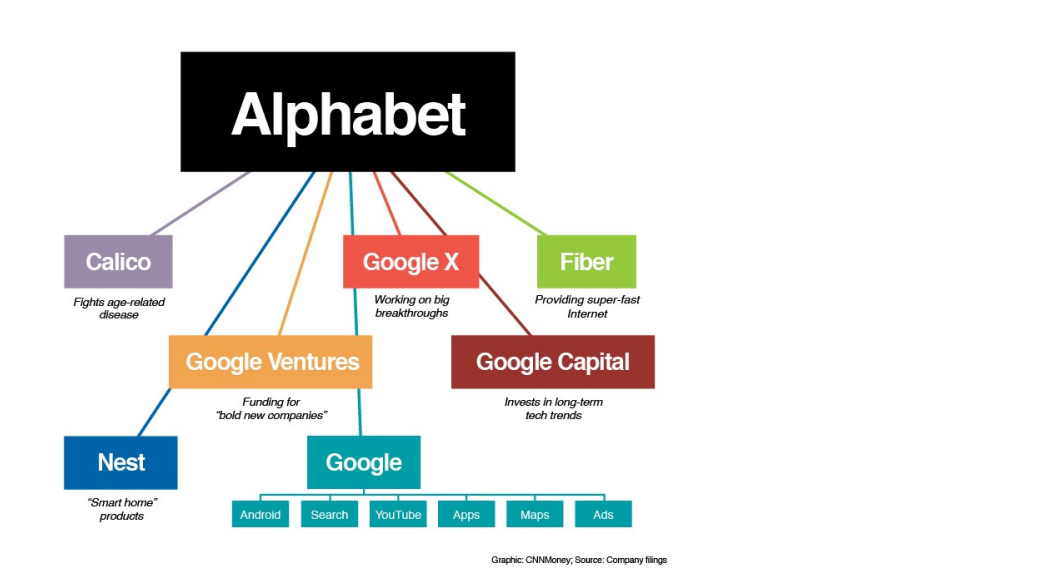 Alphabet
Calico
Fights age-related
disease
Google X
Working on big
breakthroughs
Fiber
Providing super-fast
Internet
Google Ventures
Funding for
“bold new companies”
Google Capital
Invests in long-term
tech trends
Nest
“Smart home”
products
Google
Android
Search
YouTube
Apps
Maps
Ads
Graphic: CNNMoney; Source: Company filings